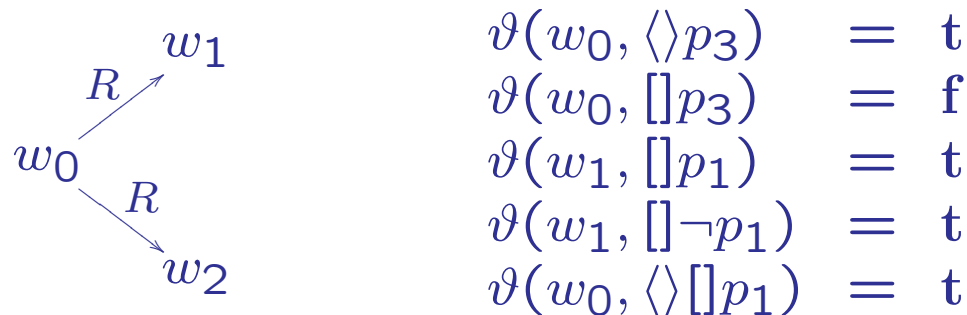 w₁
R
w₀
R
w₂
ϑ(w₀, ⟨⟩p₃) = t
ϑ(w₀, []p₃) = f
ϑ(w₁, []p₁) = t
ϑ(w₁, []¬p₁) = t
ϑ(w₀, ⟨⟩[]p₁) = t